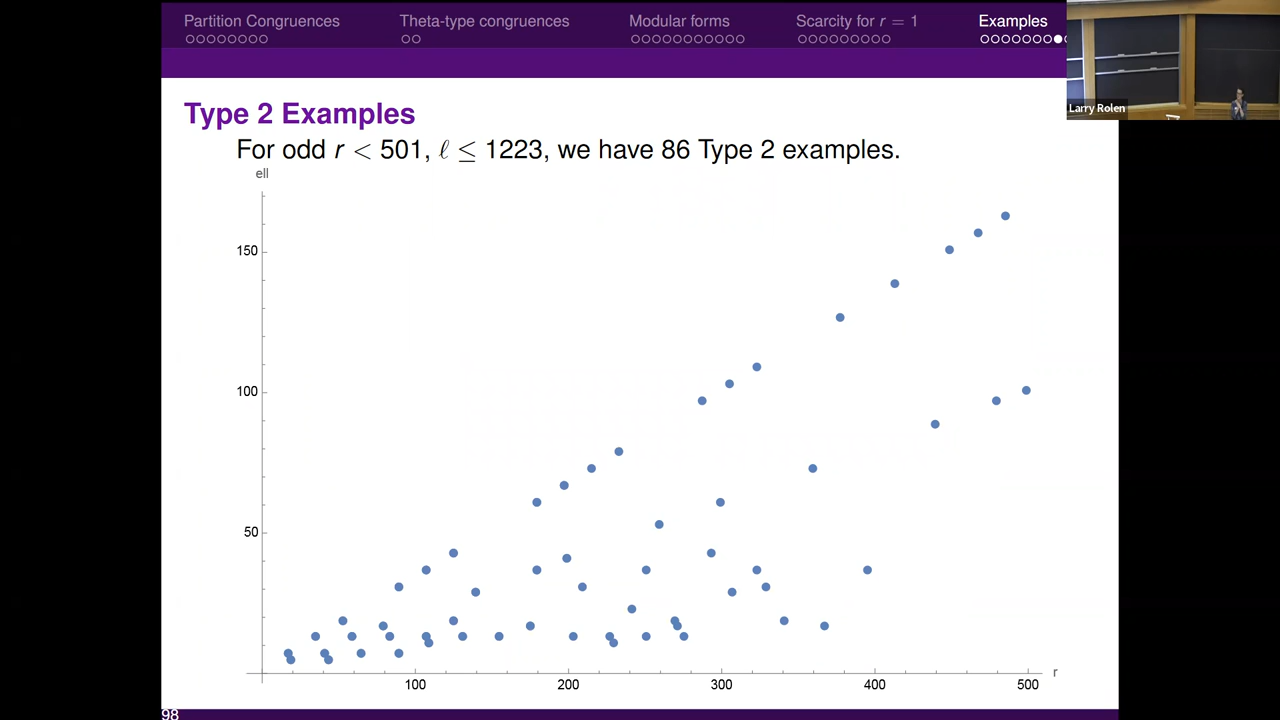 Partition Congruences Theta-type congruences Modular forms Scarcity for r = 1 Examples
Larry Rolen
Type 2 Examples
For odd r < 501, ℓ ≤ 1223, we have 86 Type 2 examples.
ell
150
100
50
r
100 200 300 400 500
98